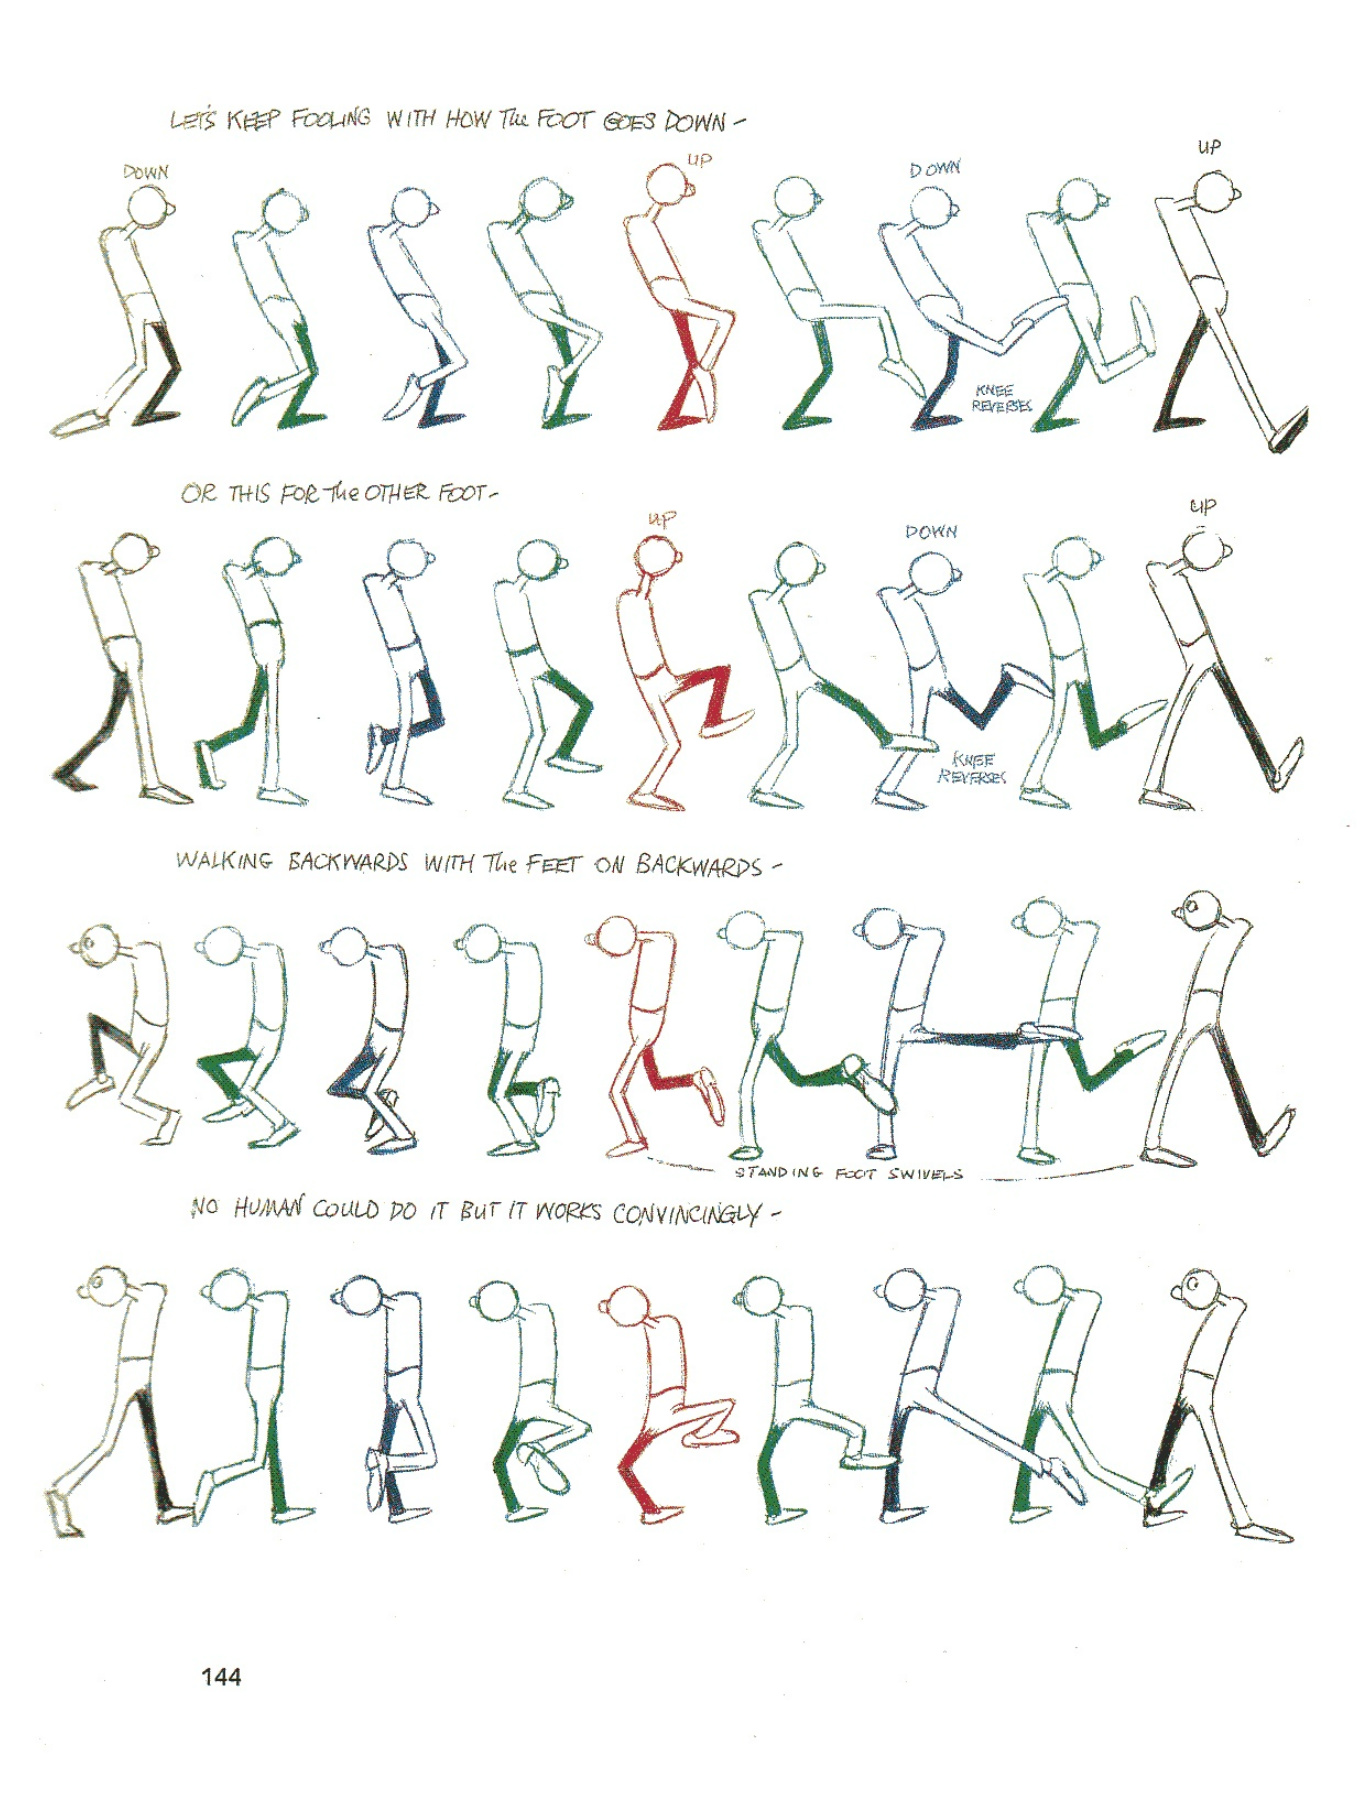 LET'S KEEP FOOLING WITH HOW The FOOT GOES DOWN –
DOWN
UP
DOWN
UP
KNEE
REVERSES
OR THIS FOR The OTHER FOOT –
UP
DOWN
UP
KNEE
REVERSES
WALKING BACKWARDS WITH The FEET ON BACKWARDS –
STANDING FOOT SWIVELS
NO HUMAN COULD DO IT BUT IT WORKS CONVINCINGLY –
144